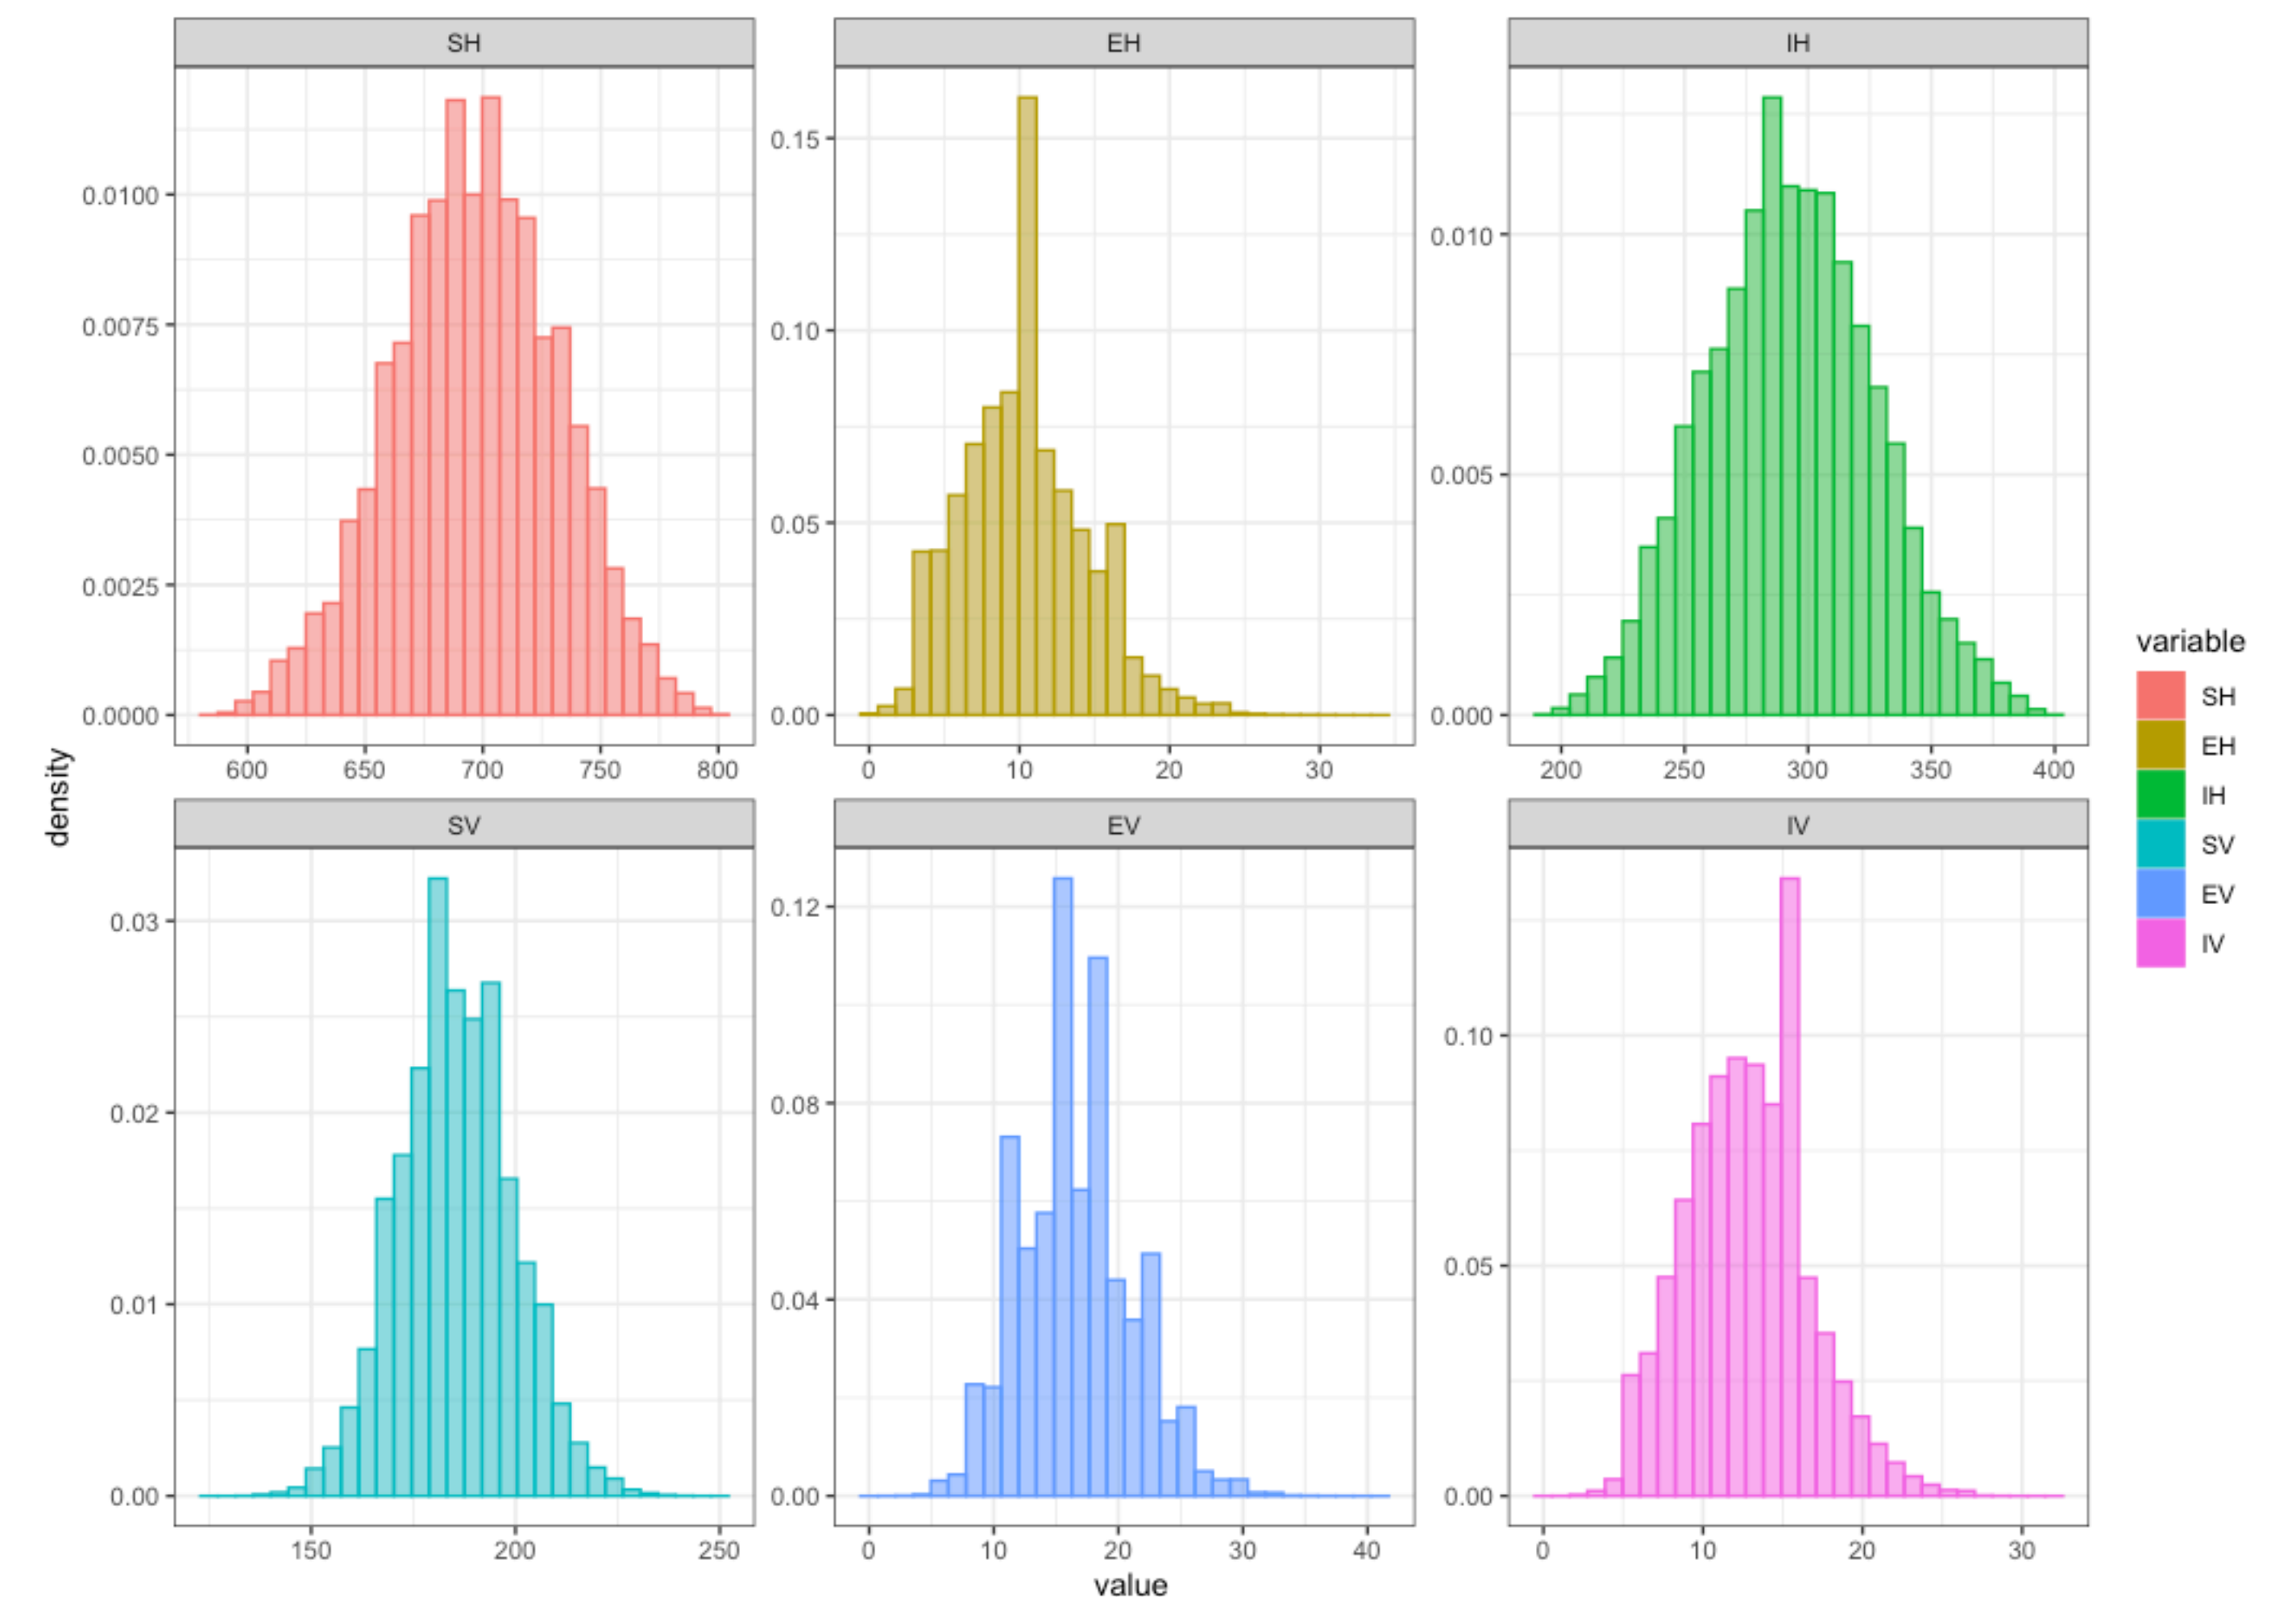 SH
EH
IH
0.0100
0.0075
0.0050
0.0025
0.0000
600 650 700 750 800
0.15
0.10
0.05
0.00
0 10 20 30
0.010
0.005
0.000
200 250 300 350 400
SV
EV
IV
0.03
0.02
0.01
0.00
150 200 250
0.12
0.08
0.04
0.00
0 10 20 30 40
0.10
0.05
0.00
0 10 20 30
density
value
variable
SH
EH
IH
SV
EV
IV